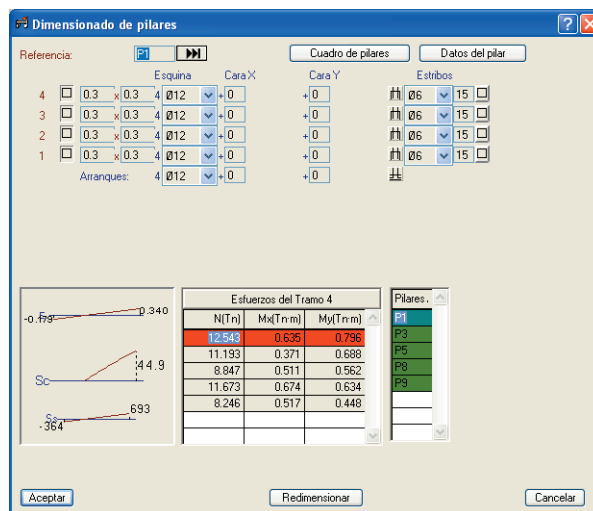 Dimensionado de pilares
Referencia: P1 Cuadro de pilares Datos del pilar
Esquina Cara X Cara Y Estribos
4 0.3 x 0.3 4 Ø12 + 0 + 0 Ø6 15
3 0.3 x 0.3 4 Ø12 + 0 + 0 Ø6 15
2 0.3 x 0.3 4 Ø12 + 0 + 0 Ø6 15
1 0.3 x 0.3 4 Ø12 + 0 + 0 Ø6 15
Arranques: 4 Ø12 + 0 + 0
-0.179 0.340
Sc 44.9
-364 693
Esfuerzos del Tramo 4
N(Tn) Mx(Tn·m) My(Tn·m)
12.543 0.635 0.796
11.193 0.371 0.688
8.847 0.511 0.562
11.673 0.674 0.634
8.246 0.517 0.448
Pilares.
P1
P3
P5
P8
P9
Aceptar Redimensionar Cancelar